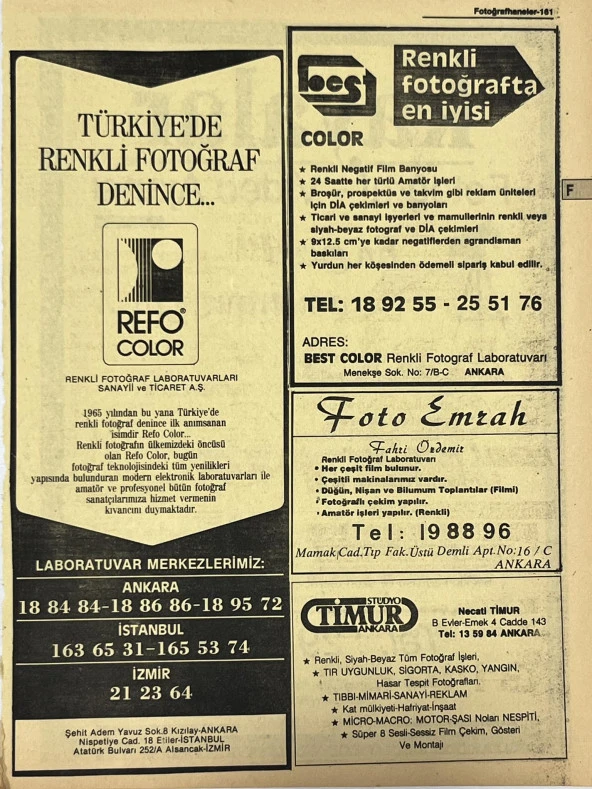 Fotoğrafhaneler-161
TÜRKİYE'DE
RENKLİ FOTOĞRAF
DENİNCE...
REFO®
COLOR
RENKLİ FOTOĞRAF LABORATUVARLARI
SANAYİİ ve TİCARET A.Ş.
1965 yılından bu yana Türkiye'de
renkli fotoğraf denince ilk anımsanan
isimdir Refo Color...
Renkli fotoğrafın ülkemizdeki öncüsü
olan Refo Color, bugün
fotoğraf teknolojisindeki tüm yenilikleri
yapısında bulunduran modern elektronik laboratuvarları ile
amatör ve profesyonel bütün fotoğraf
sanatçılarımıza hizmet vermenin
kıvancını duymaktadır.
LABORATUVAR MERKEZLERİMİZ:
ANKARA
18 84 84-18 86 86-18 95 72
İSTANBUL
163 65 31-165 53 74
İZMİR
21 23 64
Şehit Adem Yavuz Sok.8 Kızılay-ANKARA
Nispetiye Cad. 18 Etiler-İSTANBUL
Atatürk Bulvarı 252/A Alsancak-İZMİR
best
COLOR
Renkli
fotoğrafta
en iyisi
★ Renkli Negatif Film Banyosu
★ 24 Saatte her türlü Amatör işleri
★ Broşür, prospektüs ve takvim gibi reklam üniteleri
için DİA çekimleri ve banyoları
★ Ticari ve sanayi işyerleri ve mamullerinin renkli veya
siyah-beyaz fotograf ve DİA çekimleri
★ 9x12.5 cm'ye kadar negatiflerden agrandisman
baskıları
★ Yurdun her köşesinden ödemeli sipariş kabul edilir.
TEL: 18 92 55 - 25 51 76
ADRES:
BEST COLOR Renkli Fotograf Laboratuvarı
Menekşe Sok. No: 7/B-C ANKARA
F
Foto Emrah
Fahri Özdemir
Renkli Fotoğraf Laboratuvarı
• Her çeşit film bulunur.
• Çeşitli makinalarımız vardır.
• Düğün, Nişan ve Bilumum Toplantılar (Filmi)
• Fotoğraflı çekim yapılır.
• Amatör işleri yapılır. (Renkli)
Tel: 19 88 96
Mamak Cad. Tıp Fak. Üstü Demli Apt. No: 16 / C
ANKARA
STÜDYO
TİMUR
ANKARA
Necati TİMUR
B Evler-Emek 4 Cadde 143
Tel: 13 59 84 ANKARA
★ Renkli, Siyah-Beyaz Tüm Fotoğraf İşleri,
★ TIR UYGUNLUK, SİGORTA, KASKO, YANGIN,
Hasar Tespit Fotoğrafları.
★ TIBBI-MİMARİ-SANAYİ-REKLAM
★ Kat mülkiyeti-Hafriyat-İnşaat
★ MİCRO-MACRO: MOTOR-ŞASI Noları NESPİTİ,
★ Süper 8 Sesli-Sessiz Film Çekim, Gösteri
Ve Montajı